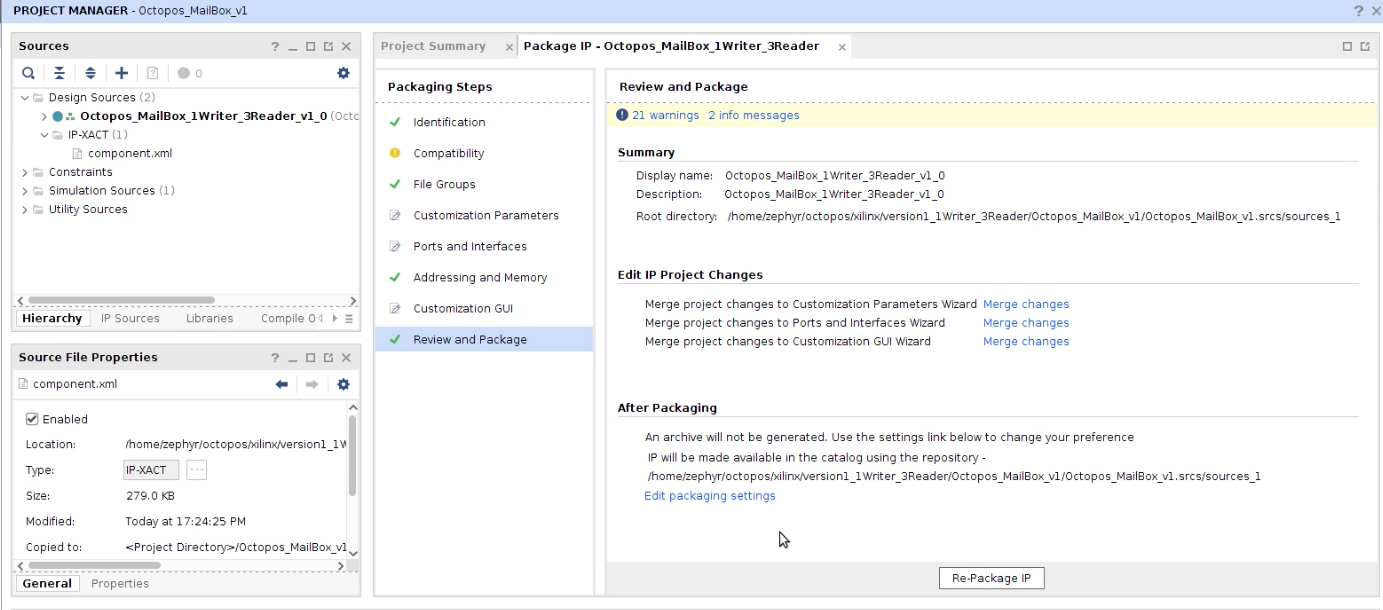 PROJECT MANAGER - Octopos_MailBox_v1
Sources
0
Design Sources (2)
Octopos_MailBox_1Writer_3Reader_v1_0 (Octc
IP-XACT (1)
component.xml
Constraints
Simulation Sources (1)
Utility Sources
Hierarchy IP Sources Libraries Compile O
Source File Properties
component.xml
Enabled
Location: /home/zephyr/octopos/xilinx/version1_1W
Type: IP-XACT ...
Size: 279.0 KB
Modified: Today at 17:24:25 PM
Copied to: <Project Directory>/Octopos_MailBox_v1
General Properties
Project Summary Package IP - Octopos_MailBox_1Writer_3Reader
Packaging Steps
Identification
Compatibility
File Groups
Customization Parameters
Ports and Interfaces
Addressing and Memory
Customization GUI
Review and Package
Review and Package
21 warnings 2 info messages
Summary
Display name: Octopos_MailBox_1Writer_3Reader_v1_0
Description: Octopos_MailBox_1Writer_3Reader_v1_0
Root directory: /home/zephyr/octopos/xilinx/version1_1Writer_3Reader/Octopos_MailBox_v1/Octopos_MailBox_v1.srcs/sources_1
Edit IP Project Changes
Merge project changes to Customization Parameters Wizard Merge changes
Merge project changes to Ports and Interfaces Wizard Merge changes
Merge project changes to Customization GUI Wizard Merge changes
After Packaging
An archive will not be generated. Use the settings link below to change your preference
IP will be made available in the catalog using the repository -
/home/zephyr/octopos/xilinx/version1_1Writer_3Reader/Octopos_MailBox_v1/Octopos_MailBox_v1.srcs/sources_1
Edit packaging settings
Re-Package IP